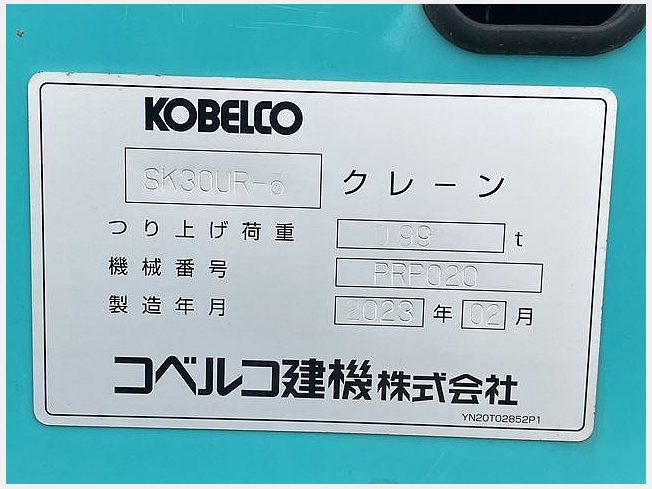 KOBELCO
SK30UR-6 クレーン
つり上げ荷重 0.99 t
機械番号 PRP020
製造年月 2023 年 02 月
コベルコ建機株式会社
YN20T02852P1